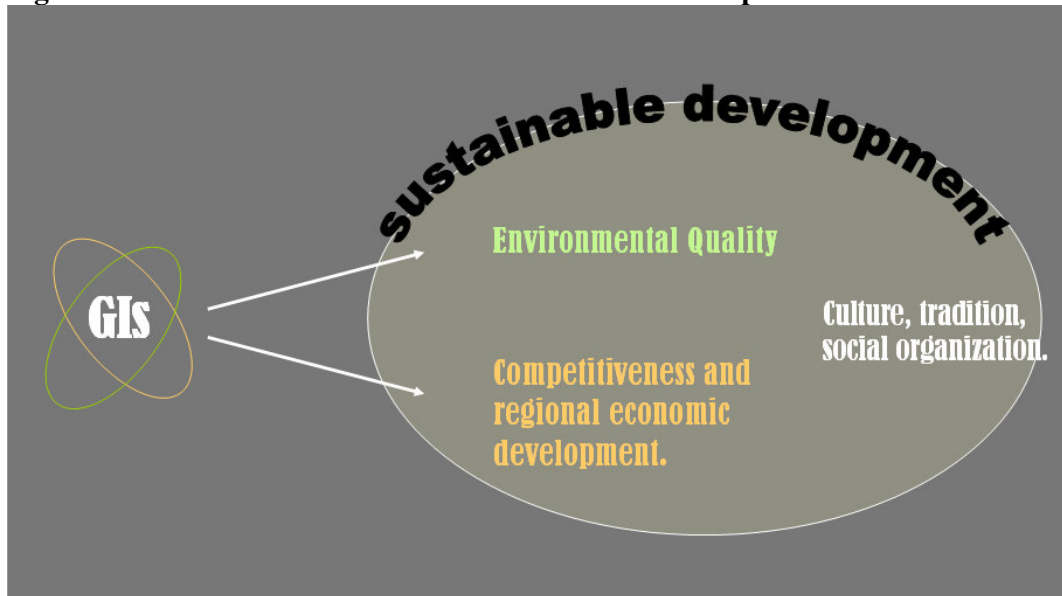 sustainable development
Environmental Quality
GIs
Culture, tradition,
social organization.
Competitiveness and
regional economic
development.